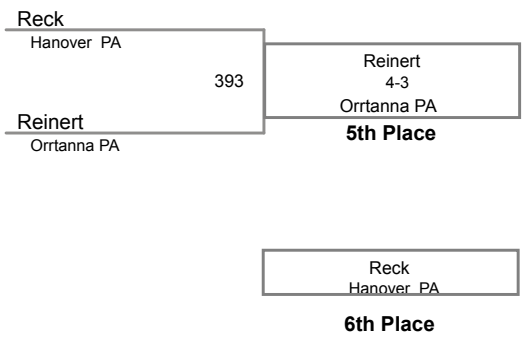 Reck
Hanover PA
393
Reinert
Orrtanna PA
Reinert
4-3
Orrtanna PA
5th Place
Reck
Hanover PA
6th Place